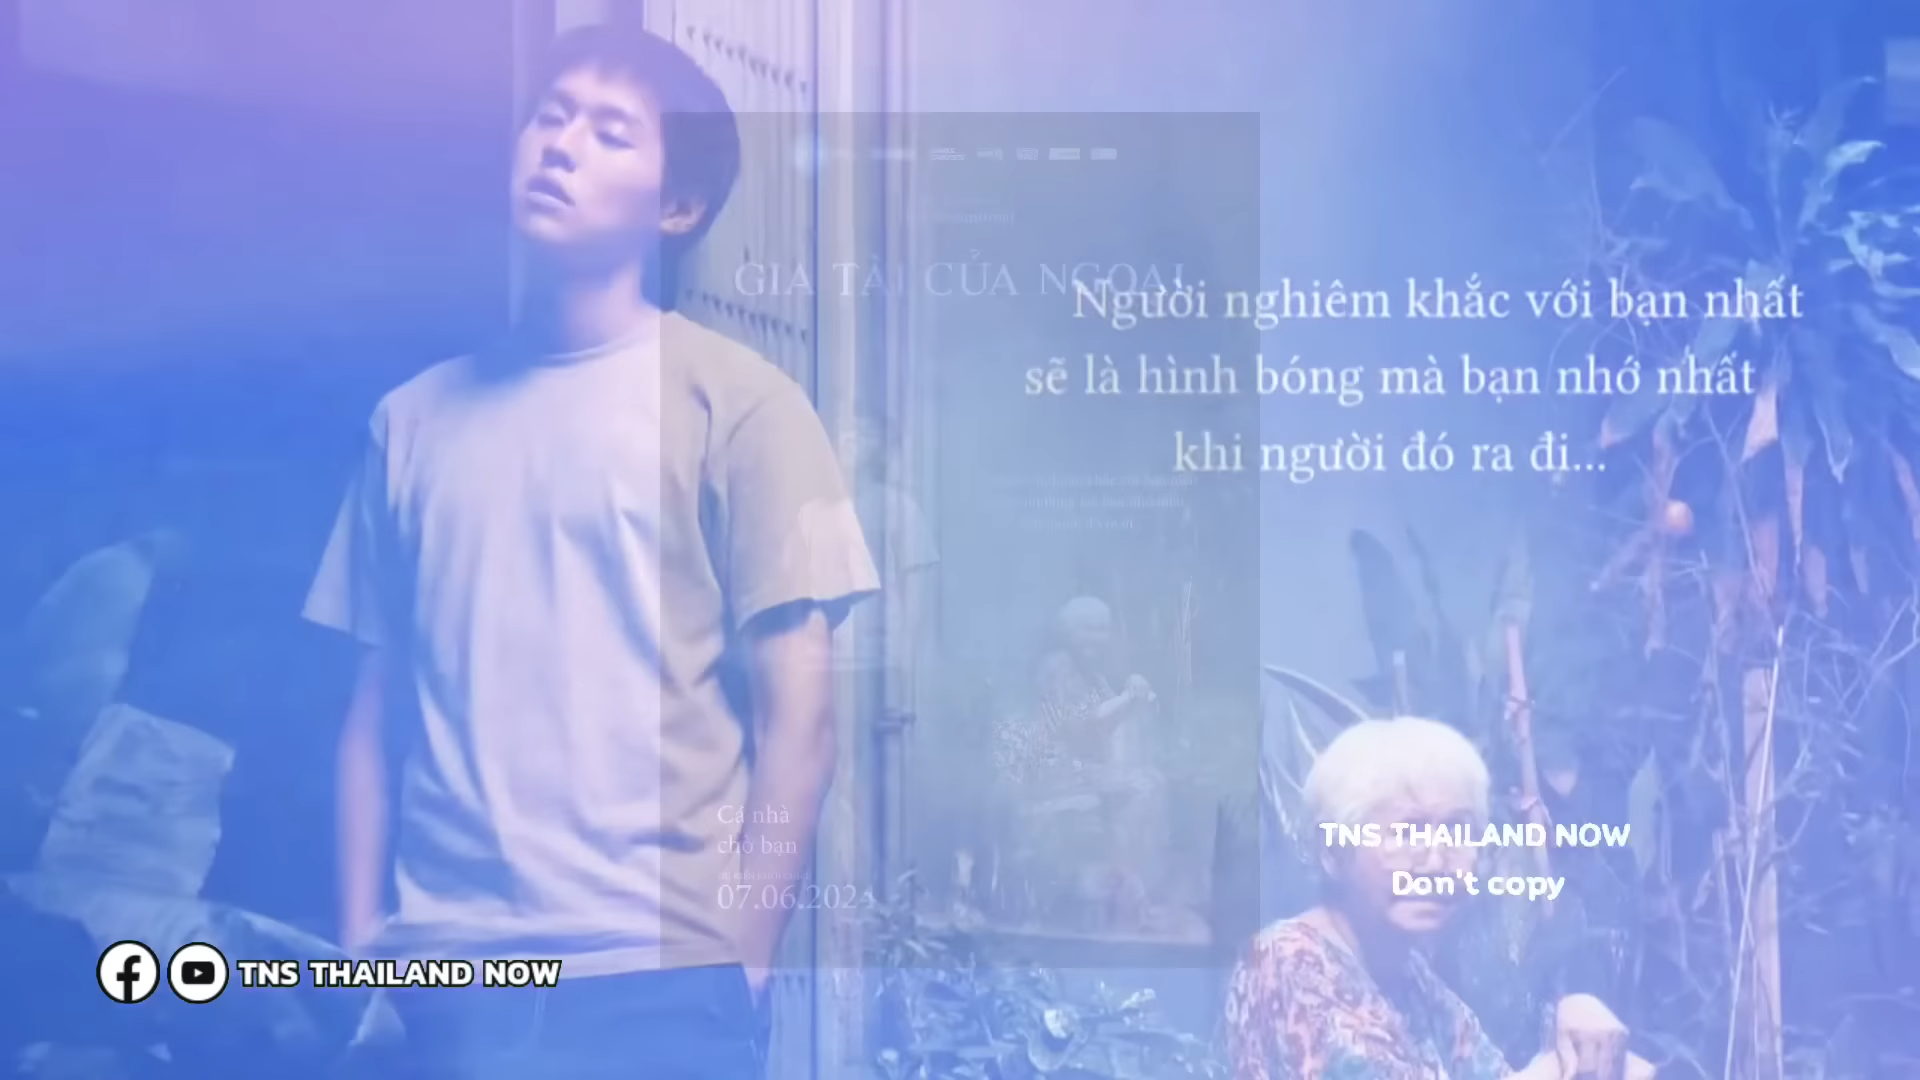 GIA TÀI CỦA NGOẠI
Người nghiêm khắc với bạn nhất
sẽ là hình bóng mà bạn nhớ nhất
khi người đó ra đi...
Cả nhà
chờ bạn
07.06.2024
TNS THAILAND NOW
Don't copy
TNS THAILAND NOW